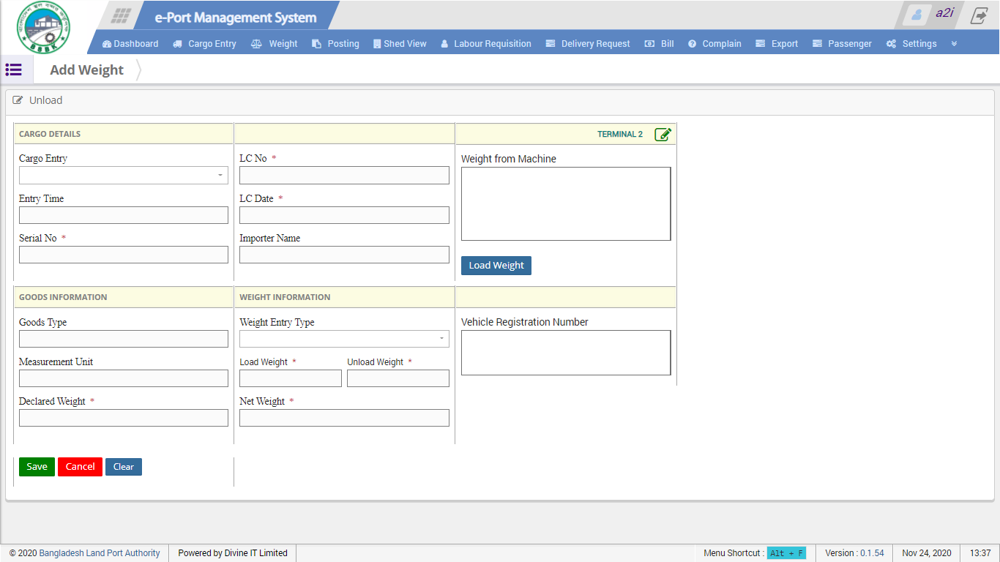 e-Port Management System
a2i
BSBK
Dashboard Cargo Entry Weight Posting Shed View Labour Requisition Delivery Request Bill Complain Export Passenger Settings
Add Weight
Unload
CARGO DETAILS TERMINAL 2
Cargo Entry LC No * Weight from Machine
Entry Time LC Date *
Serial No * Importer Name
Load Weight
GOODS INFORMATION WEIGHT INFORMATION
Goods Type Weight Entry Type Vehicle Registration Number
Measurement Unit Load Weight * Unload Weight *
Declared Weight * Net Weight *
Save Cancel Clear
© 2020 Bangladesh Land Port Authority Powered by Divine IT Limited Menu Shortcut : Alt + F Version : 0.1.54 Nov 24, 2020 13:37